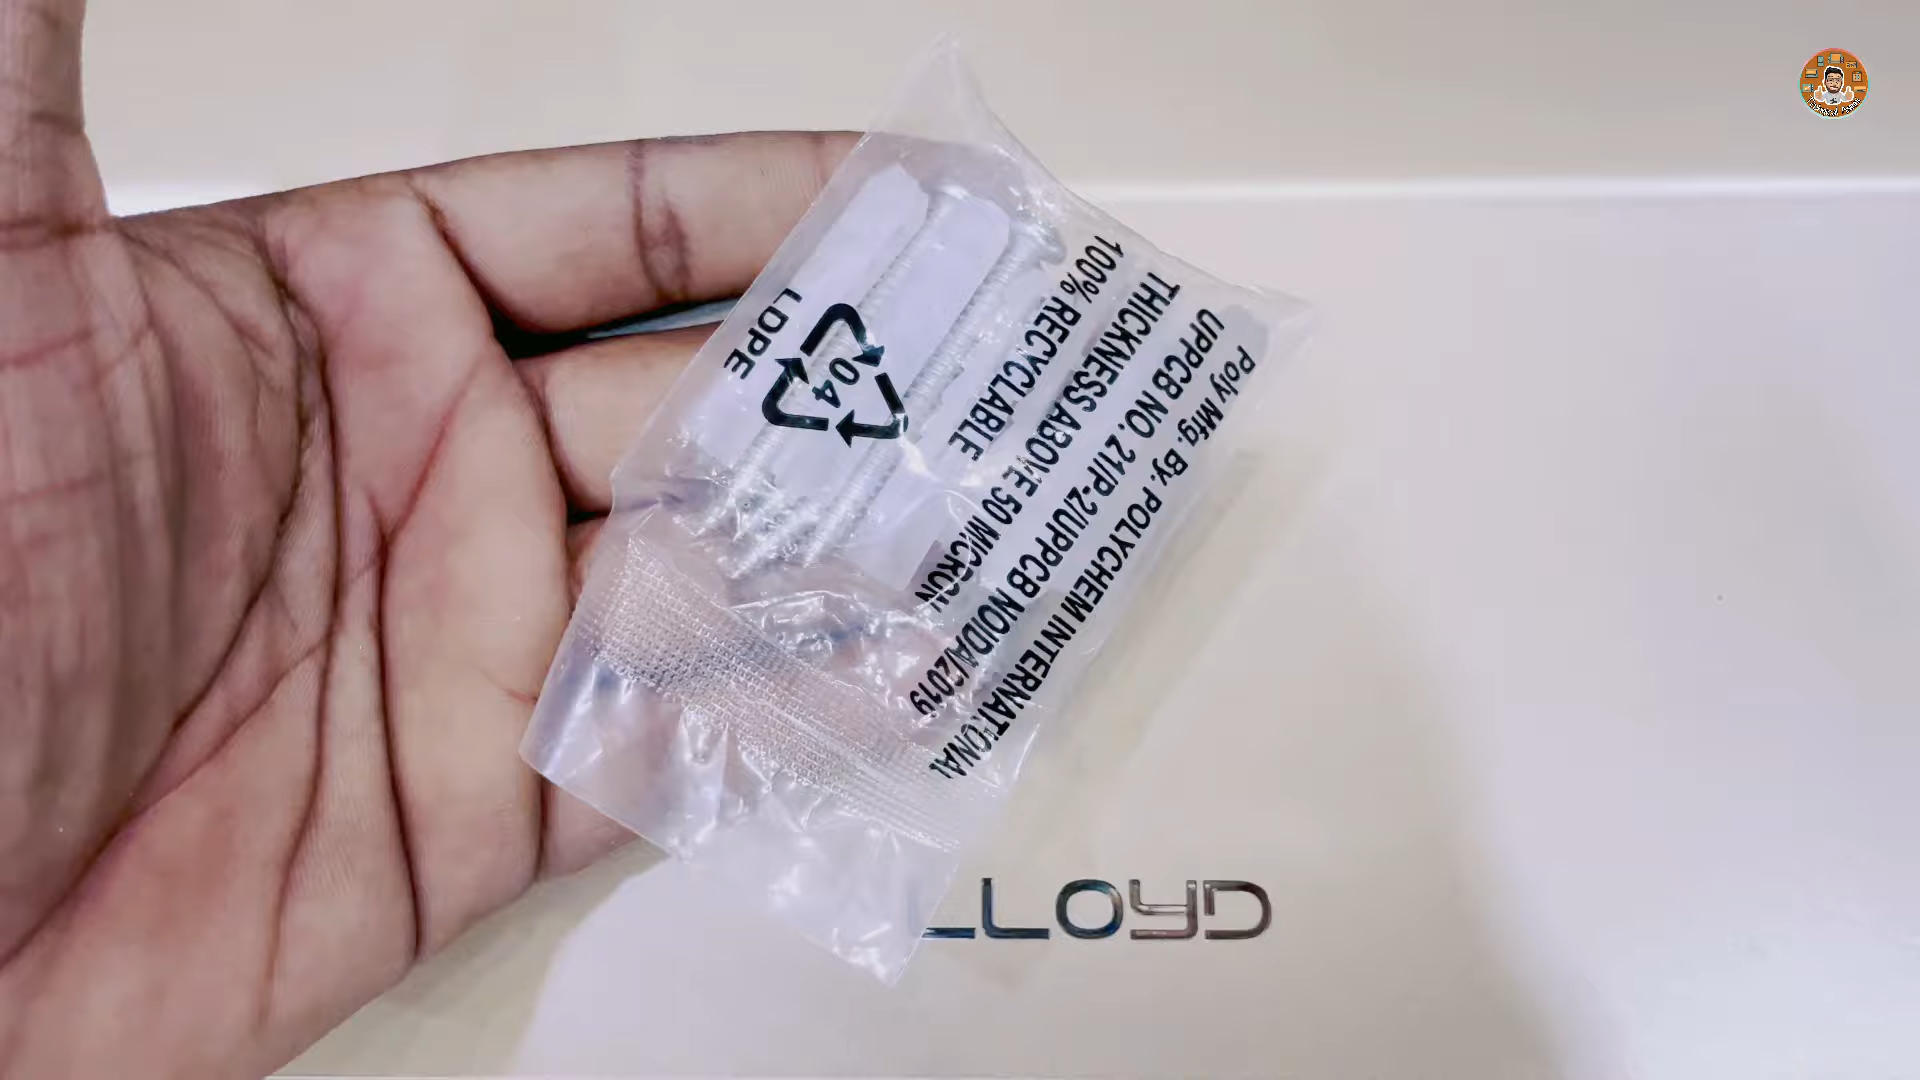 LDPE
04
100% RECYCLABLE
THICKNESS ABOVE 50 MICRON
UPPCB NO. 21/P-2/UPPCB NOIDA/2019
Poly Mfg. By. POLYCHEM INTERNATIONAL
LLOYD